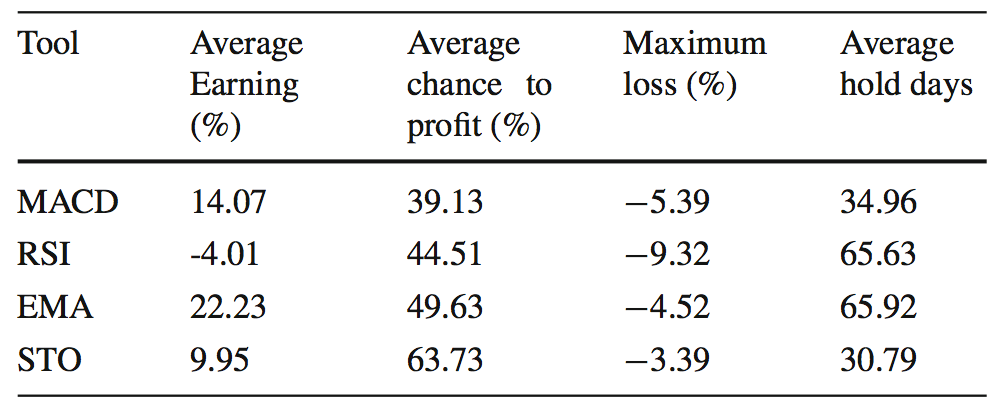 Tool Average Earning (%) Average chance to profit (%) Maximum loss (%) Average hold days
MACD 14.07 39.13 −5.39 34.96
RSI -4.01 44.51 −9.32 65.63
EMA 22.23 49.63 −4.52 65.92
STO 9.95 63.73 −3.39 30.79